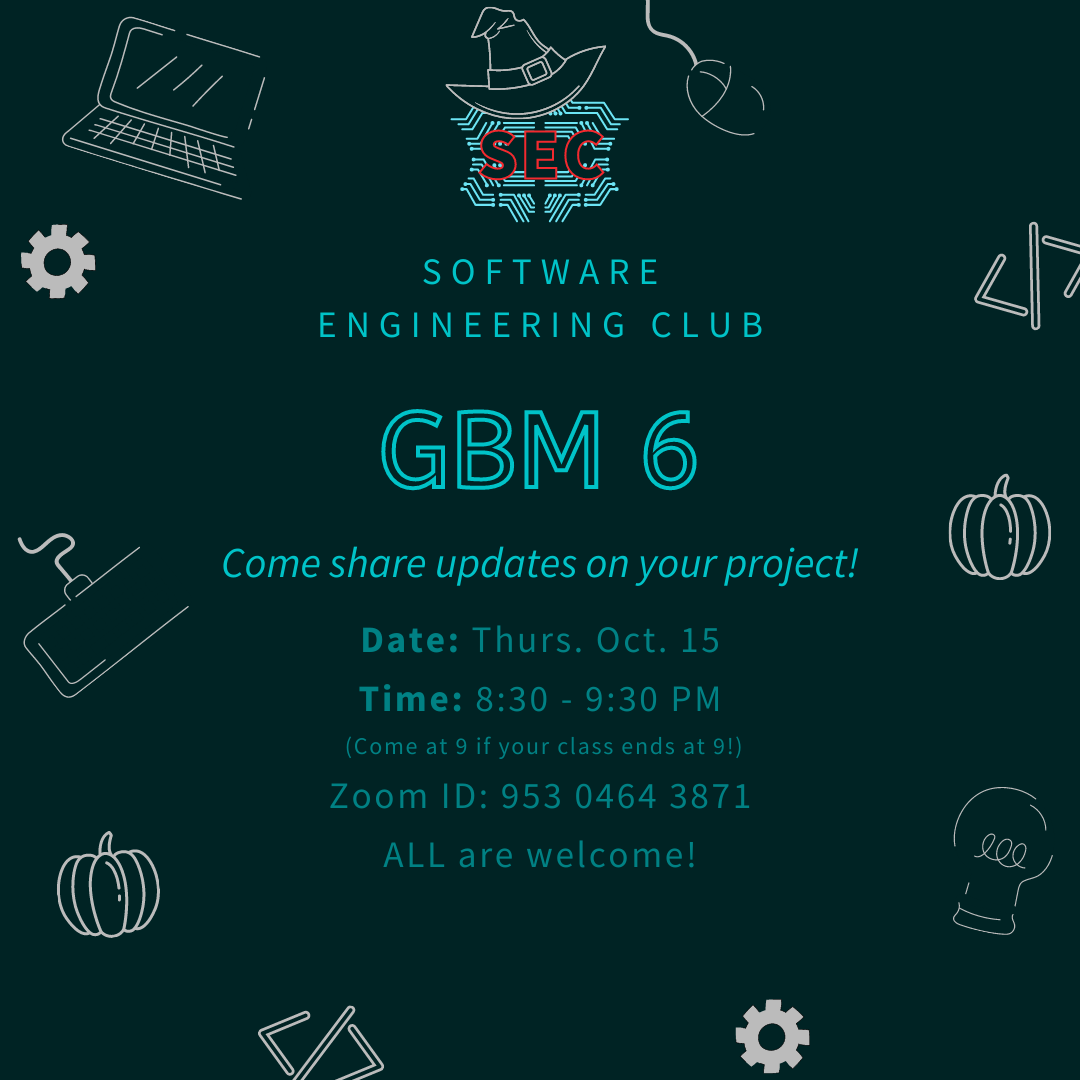 SEC
SOFTWARE
ENGINEERING CLUB
GBM 6
Come share updates on your project!
Date: Thurs. Oct. 15
Time: 8:30 - 9:30 PM
(Come at 9 if your class ends at 9!)
Zoom ID: 953 0464 3871
ALL are welcome!